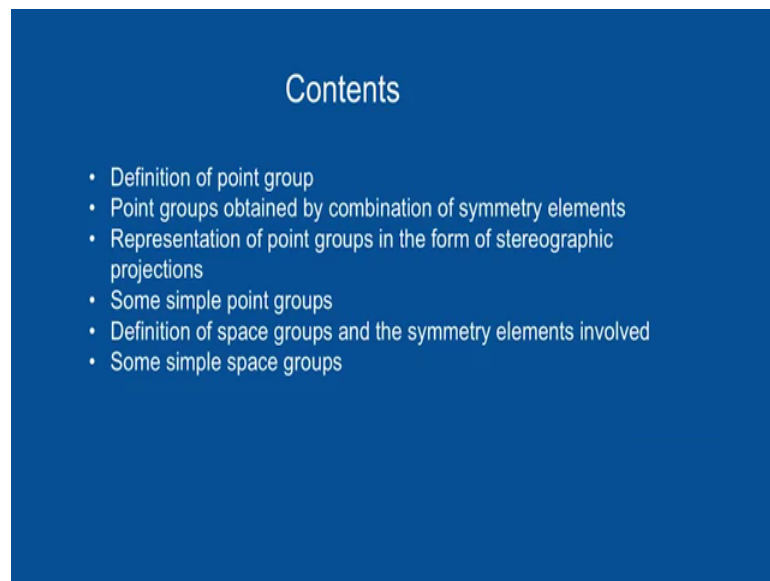 Contents
• Definition of point group
• Point groups obtained by combination of symmetry elements
• Representation of point groups in the form of stereographic
projections
• Some simple point groups
• Definition of space groups and the symmetry elements involved
• Some simple space groups